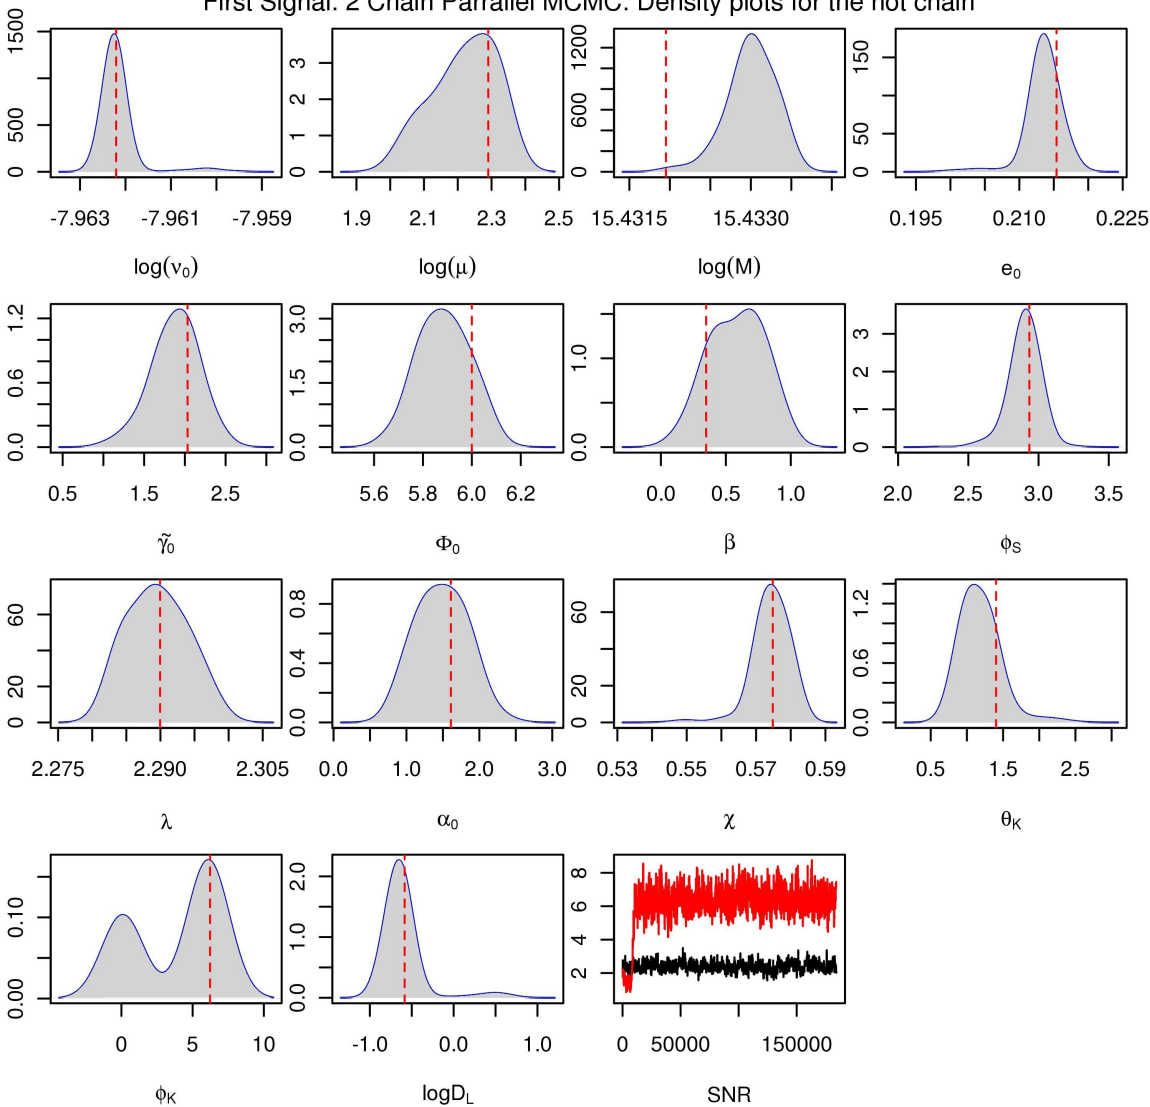 First Signal: 2 Chain Parrallel MCMC: Density plots for the hot chain
0 500 1500
-7.963 -7.961 -7.959
log(ν₀)
0 1 2 3
1.9 2.1 2.3 2.5
log(μ)
0 600 1200
15.4315 15.4330
log(M)
0 50 150
0.195 0.210 0.225
e₀
0.0 0.6 1.2
0.5 1.5 2.5
γ̃₀
0.0 1.5 3.0
5.6 5.8 6.0 6.2
Φ₀
0.0 1.0
0.0 0.5 1.0
β
0 1 2 3
2.0 2.5 3.0 3.5
ϕ_S
0 20 60
2.275 2.290 2.305
λ
0.0 0.4 0.8
0.0 1.0 2.0 3.0
α₀
0 20 60
0.53 0.55 0.57 0.59
χ
0.0 0.6 1.2
0.5 1.5 2.5
θ_K
0.00 0.10
0 5 10
ϕ_K
0.0 1.0 2.0
-1.0 0.0 1.0
logD_L
2 4 6 8
0 50000 150000
SNR